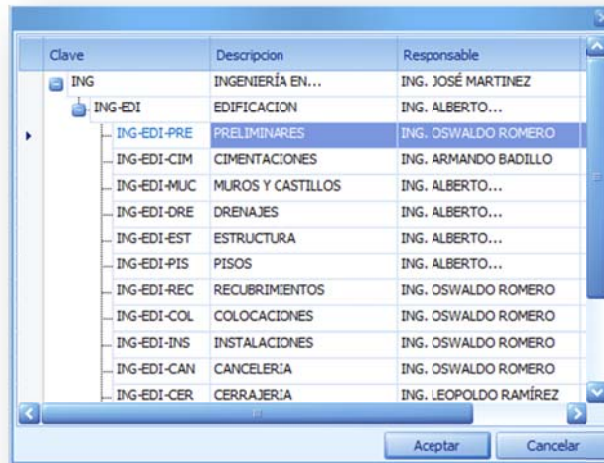 Clave Descripcion Responsable
ING INGENIERÍA EN... ING. JOSÉ MARTINEZ
ING-EDI EDIFICACION ING. ALBERTO...
ING-EDI-PRE PRELIMINARES ING. OSWALDO ROMERO
ING-EDI-CIM CIMENTACIONES ING. ARMANDO BADILLO
ING-EDI-MUC MUROS Y CASTILLOS ING. ALBERTO...
ING-EDI-DRE DRENAJES ING. ALBERTO...
ING-EDI-EST ESTRUCTURA ING. ALBERTO...
ING-EDI-PIS PISOS ING. ALBERTO...
ING-EDI-REC RECUBRIMIENTOS ING. OSWALDO ROMERO
ING-EDI-COL COLOCACIONES ING. OSWALDO ROMERO
ING-EDI-INS INSTALACIONES ING. OSWALDO ROMERO
ING-EDI-CAN CANCELERIA ING. OSWALDO ROMERO
ING-EDI-CER CERRAJERIA ING. LEOPOLDO RAMÍREZ
Aceptar Cancelar